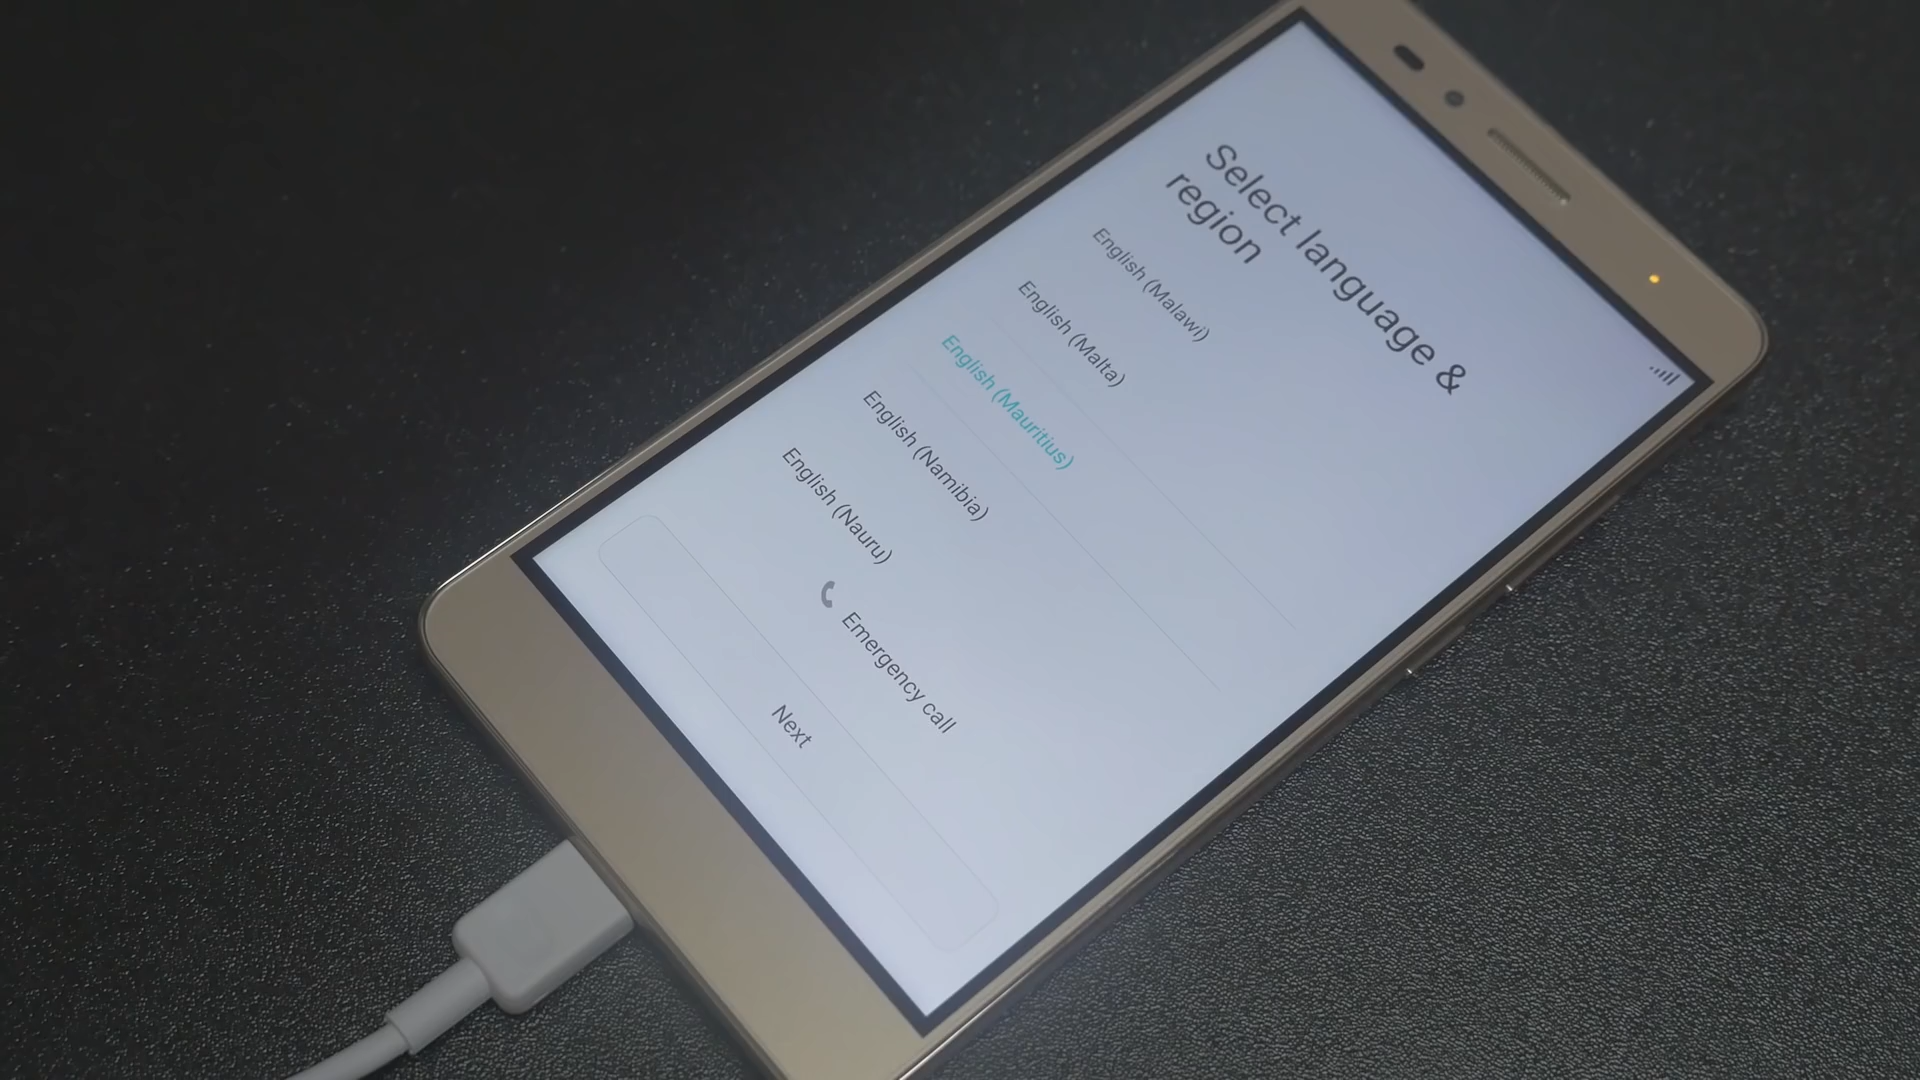 Select language &
region
English (Malawi)
English (Malta)
English (Mauritius)
English (Namibia)
English (Nauru)
Emergency call
Next